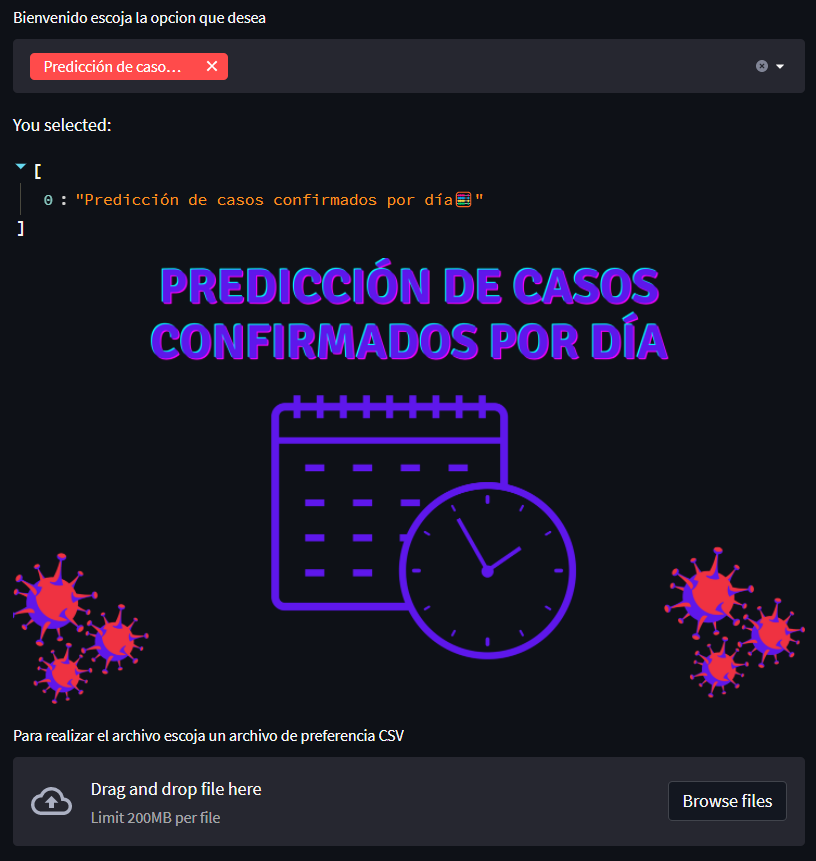 Bienvenido escoja la opcion que desea
Predicción de caso...
You selected:
[
0 : "Predicción de casos confirmados por día🧮"
]
PREDICCIÓN DE CASOS
CONFIRMADOS POR DÍA
Para realizar el archivo escoja un archivo de preferencia CSV
Drag and drop file here
Limit 200MB per file
Browse files